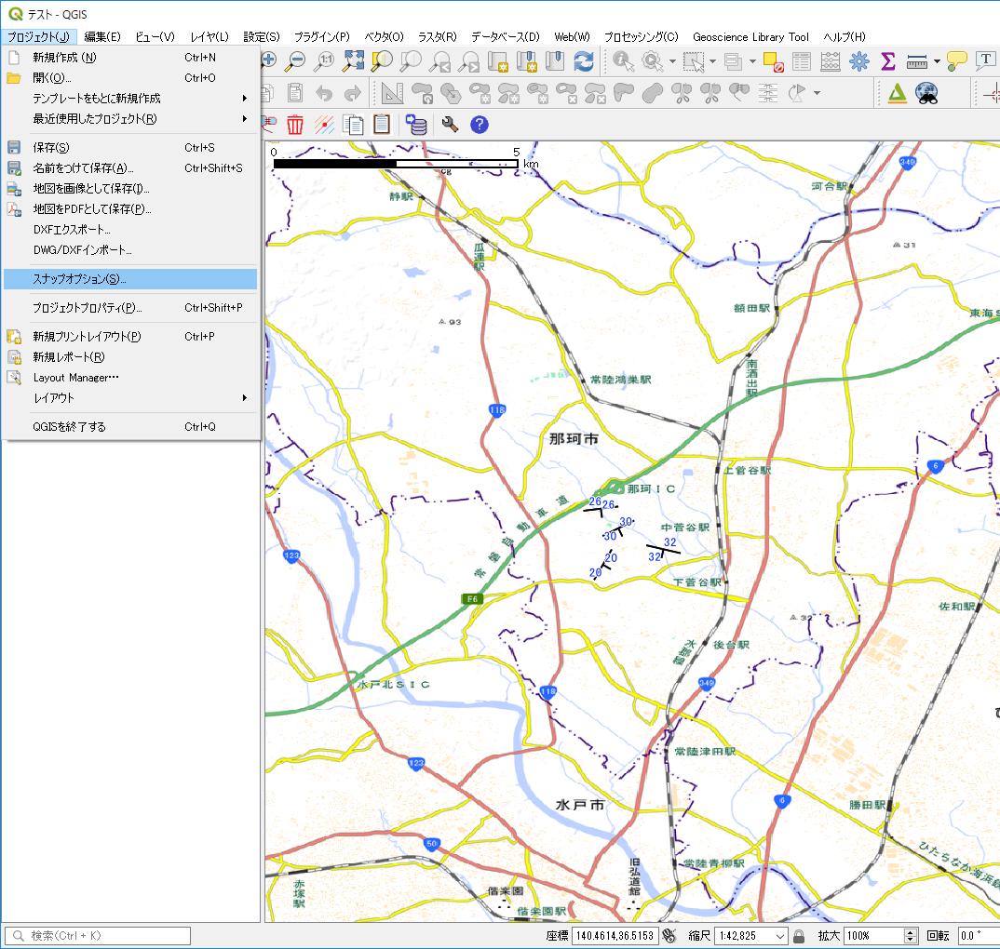 テスト - QGIS
プロジェクト(J) 編集(E) ビュー(V) レイヤ(L) 設定(S) プラグイン(P) ベクタ(O) ラスタ(R) データベース(D) Web(W) プロセッシング(C) Geoscience Library Tool ヘルプ(H)
新規作成 (N) Ctrl+N
開く(O)... Ctrl+O
テンプレートをもとに新規作成
最近使用したプロジェクト(R)
保存(S) Ctrl+S
名前をつけて保存(A)... Ctrl+Shift+S
地図を画像として保存(I)...
地図をPDFとして保存(P)...
DXFエクスポート...
DWG/DXFインポート...
スナップオプション(S)...
プロジェクトプロパティ(P)... Ctrl+Shift+P
新規プリントレイアウト(P) Ctrl+P
新規レポート(R)
Layout Manager…
レイアウト
QGISを終了する Ctrl+Q
0 5
km
349
河合駅
静駅
瓜連駅
31
額田駅
東海S
93
南酒出駅
常陸鴻巣駅
118
那珂市
6
上菅谷駅
那珂IC
26 26
常磐自動車道
30
30
中菅谷駅
32
32
123
20
20
下菅谷駅
F6
佐和駅
32
水郡線
後台駅
水戸北SIC
118
349
常陸津田駅
123
水戸市
6
勝田駅
50
ひたちなか海浜鉄
旧弘道館
常陸青柳駅
赤塚駅
偕楽園
偕楽園駅
検索(Ctrl + K)
座標 140.4614,36.5153 縮尺 1:42,825 拡大 100% 回転 0.0 °